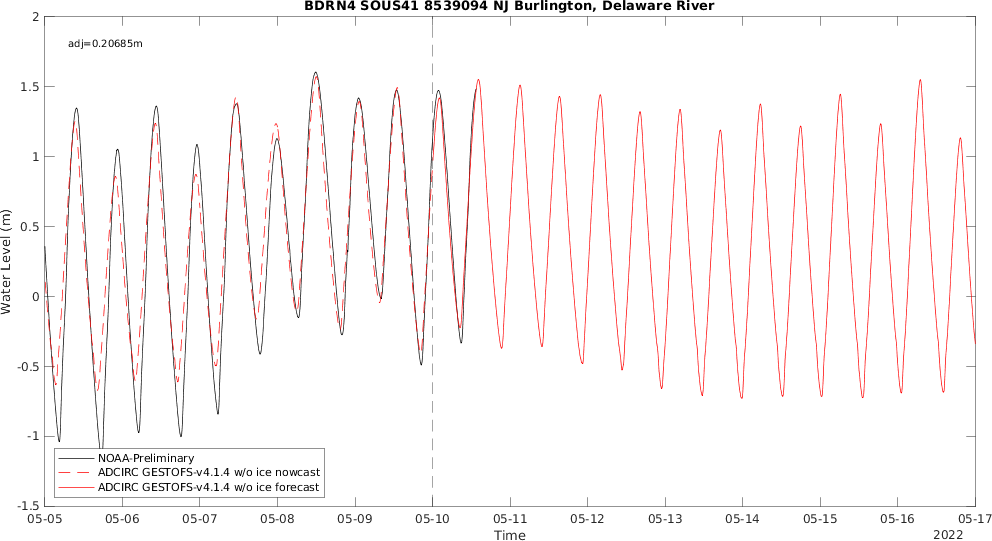 BDRN4 SOUS41 8539094 NJ Burlington, Delaware River
adj=0.20685m
Water Level (m)
2
1.5
1
0.5
0
-0.5
-1
-1.5
NOAA-Preliminary
ADCIRC GESTOFS-v4.1.4 w/o ice nowcast
ADCIRC GESTOFS-v4.1.4 w/o ice forecast
05-05 05-06 05-07 05-08 05-09 05-10 05-11 05-12 05-13 05-14 05-15 05-16 05-17
Time
2022